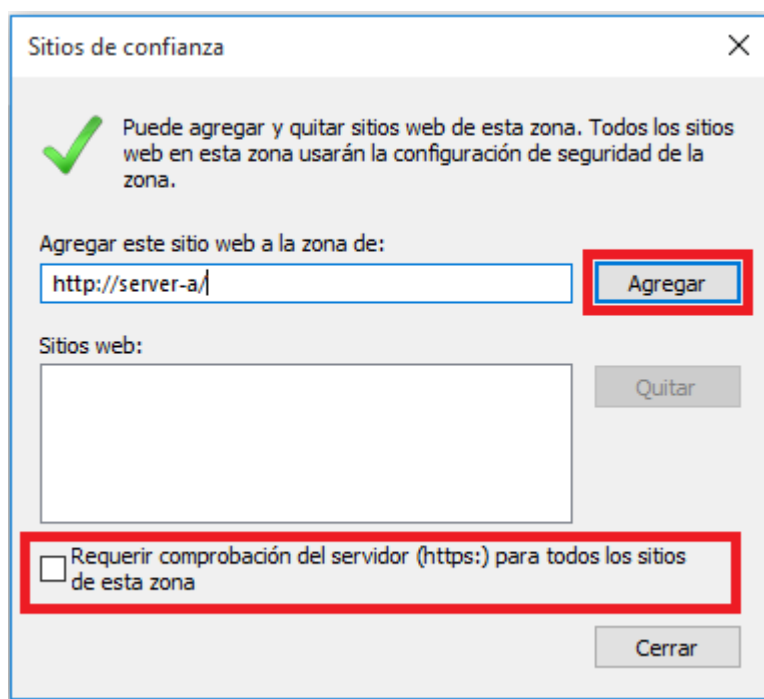 Sitios de confianza
Puede agregar y quitar sitios web de esta zona. Todos los sitios
web en esta zona usarán la configuración de seguridad de la
zona.
Agregar este sitio web a la zona de:
http://server-a/
Agregar
Sitios web:
Quitar
Requerir comprobación del servidor (https:) para todos los sitios
de esta zona
Cerrar